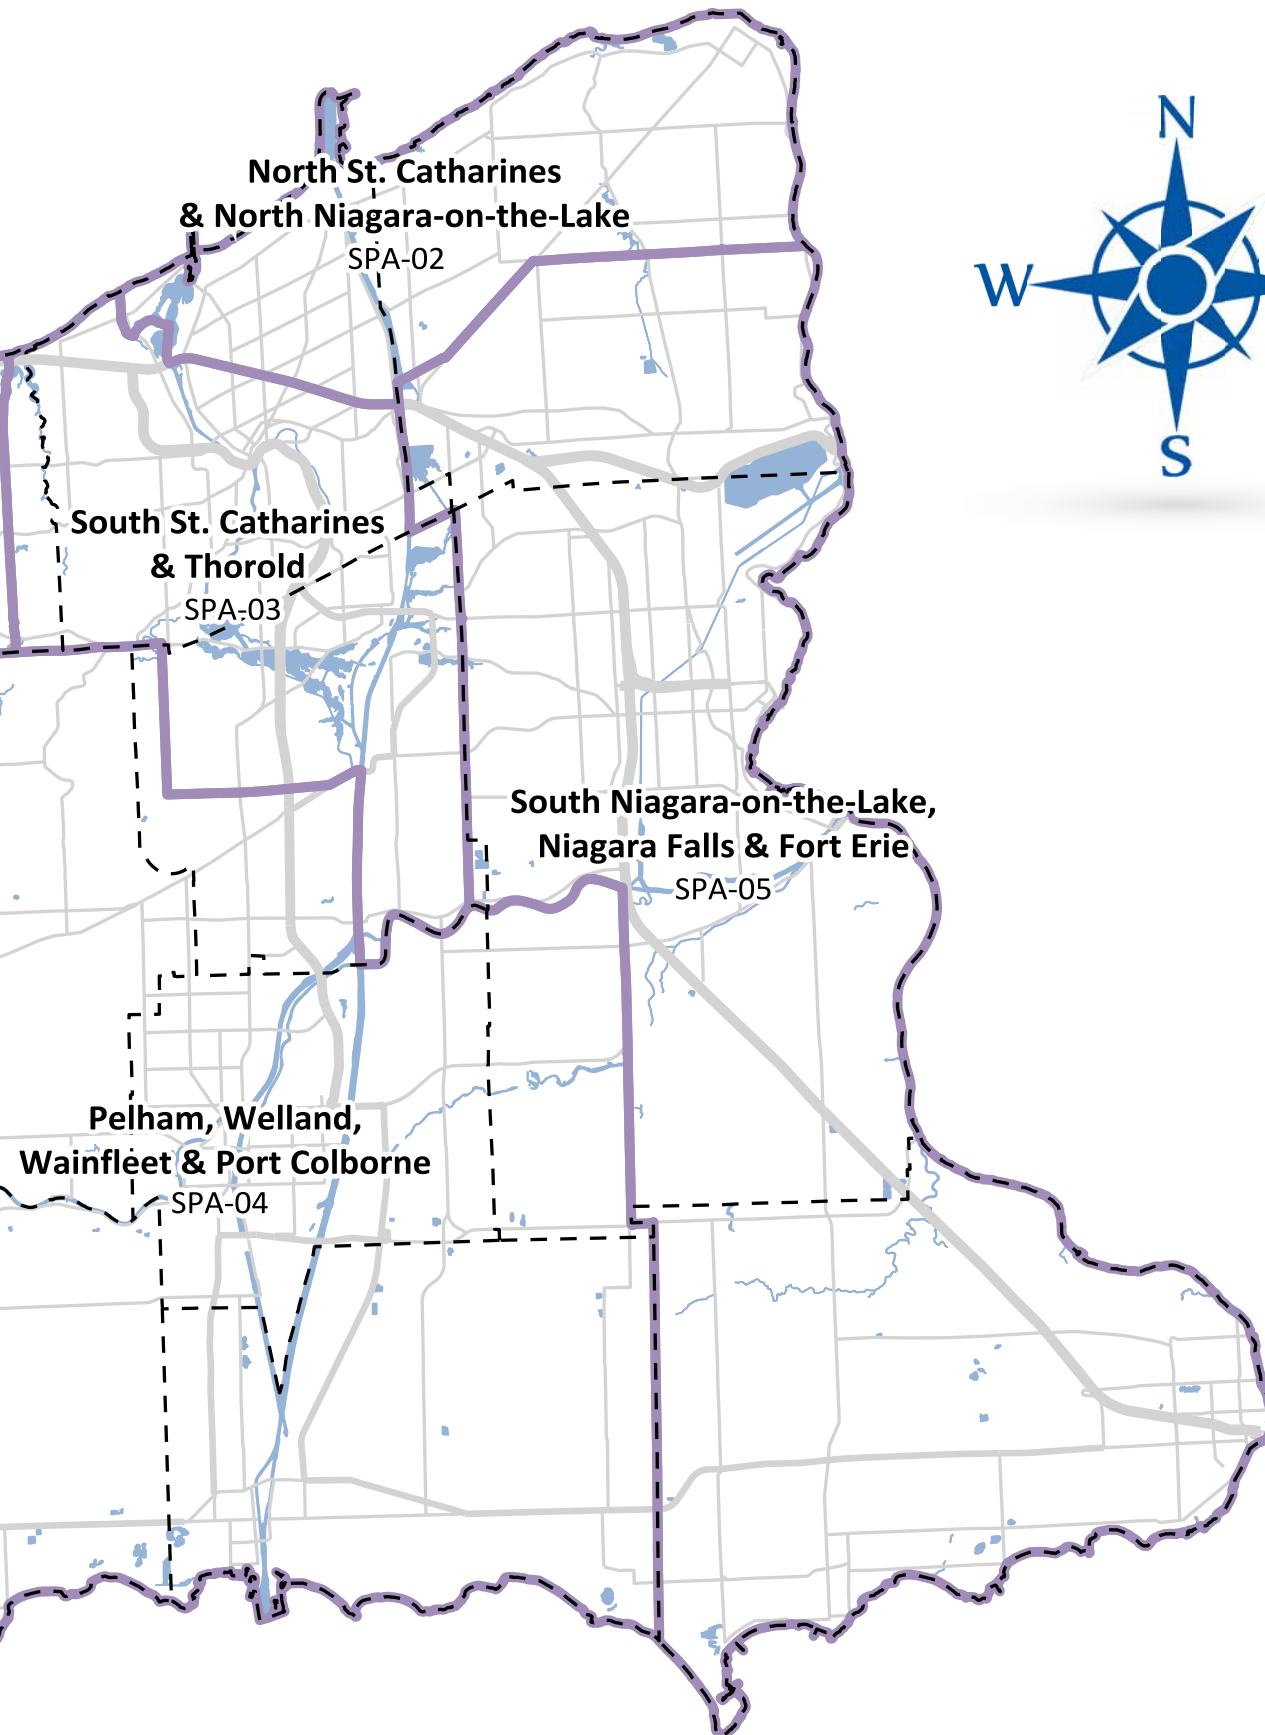 N
North St. Catharines
& North Niagara-on-the-Lake
SPA-02
W
S
South St. Catharines
& Thorold
SPA-03
South Niagara-on-the-Lake,
Niagara Falls & Fort Erie
SPA-05
Pelham, Welland,
Wainfleet & Port Colborne
SPA-04